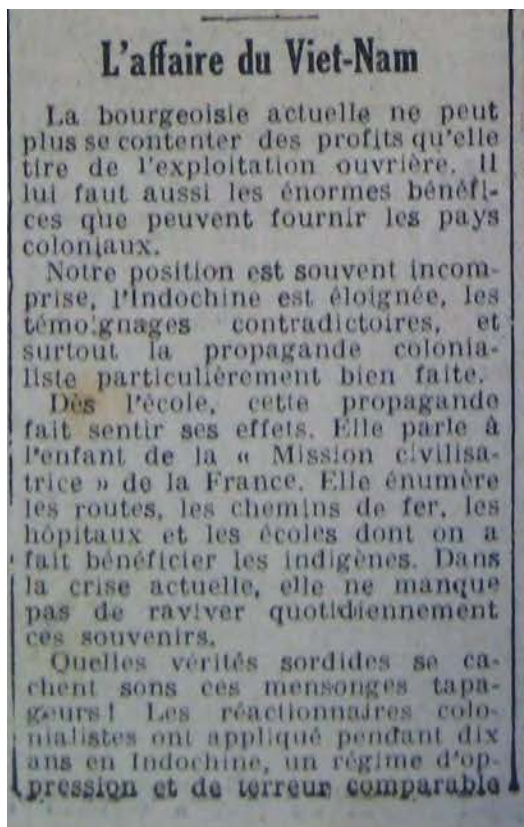 L'affaire du Viet-Nam
La bourgeoisie actuelle ne peut
plus se contenter des profits qu'elle
tire de l'exploitation ouvrière. Il
lui faut aussi les énormes bénéfi-
ces que peuvent fournir les pays
coloniaux.
Notre position est souvent incom-
prise, l'Indochine est éloignée, les
témoignages contradictoires, et
surtout la propagande colonia-
liste particulièrement bien faite.
Dès l'école, cette propagande
fait sentir ses effets. Elle parle à
l'enfant de la « Mission civilisa-
trice » de la France. Elle énumère
les routes, les chemins de fer, les
hôpitaux et les écoles dont on a
fait bénéficier les indigènes. Dans
la crise actuelle, elle ne manque
pas de raviver quotidiennement
ces souvenirs.
Quelles vérités sordides se ca-
chent sons ces mensonges tapa-
geurs! Les réactionnaires colo-
nialistes ont appliqué pendant dix
ans en Indochine, un régime d'op-
pression et de terreur comparable